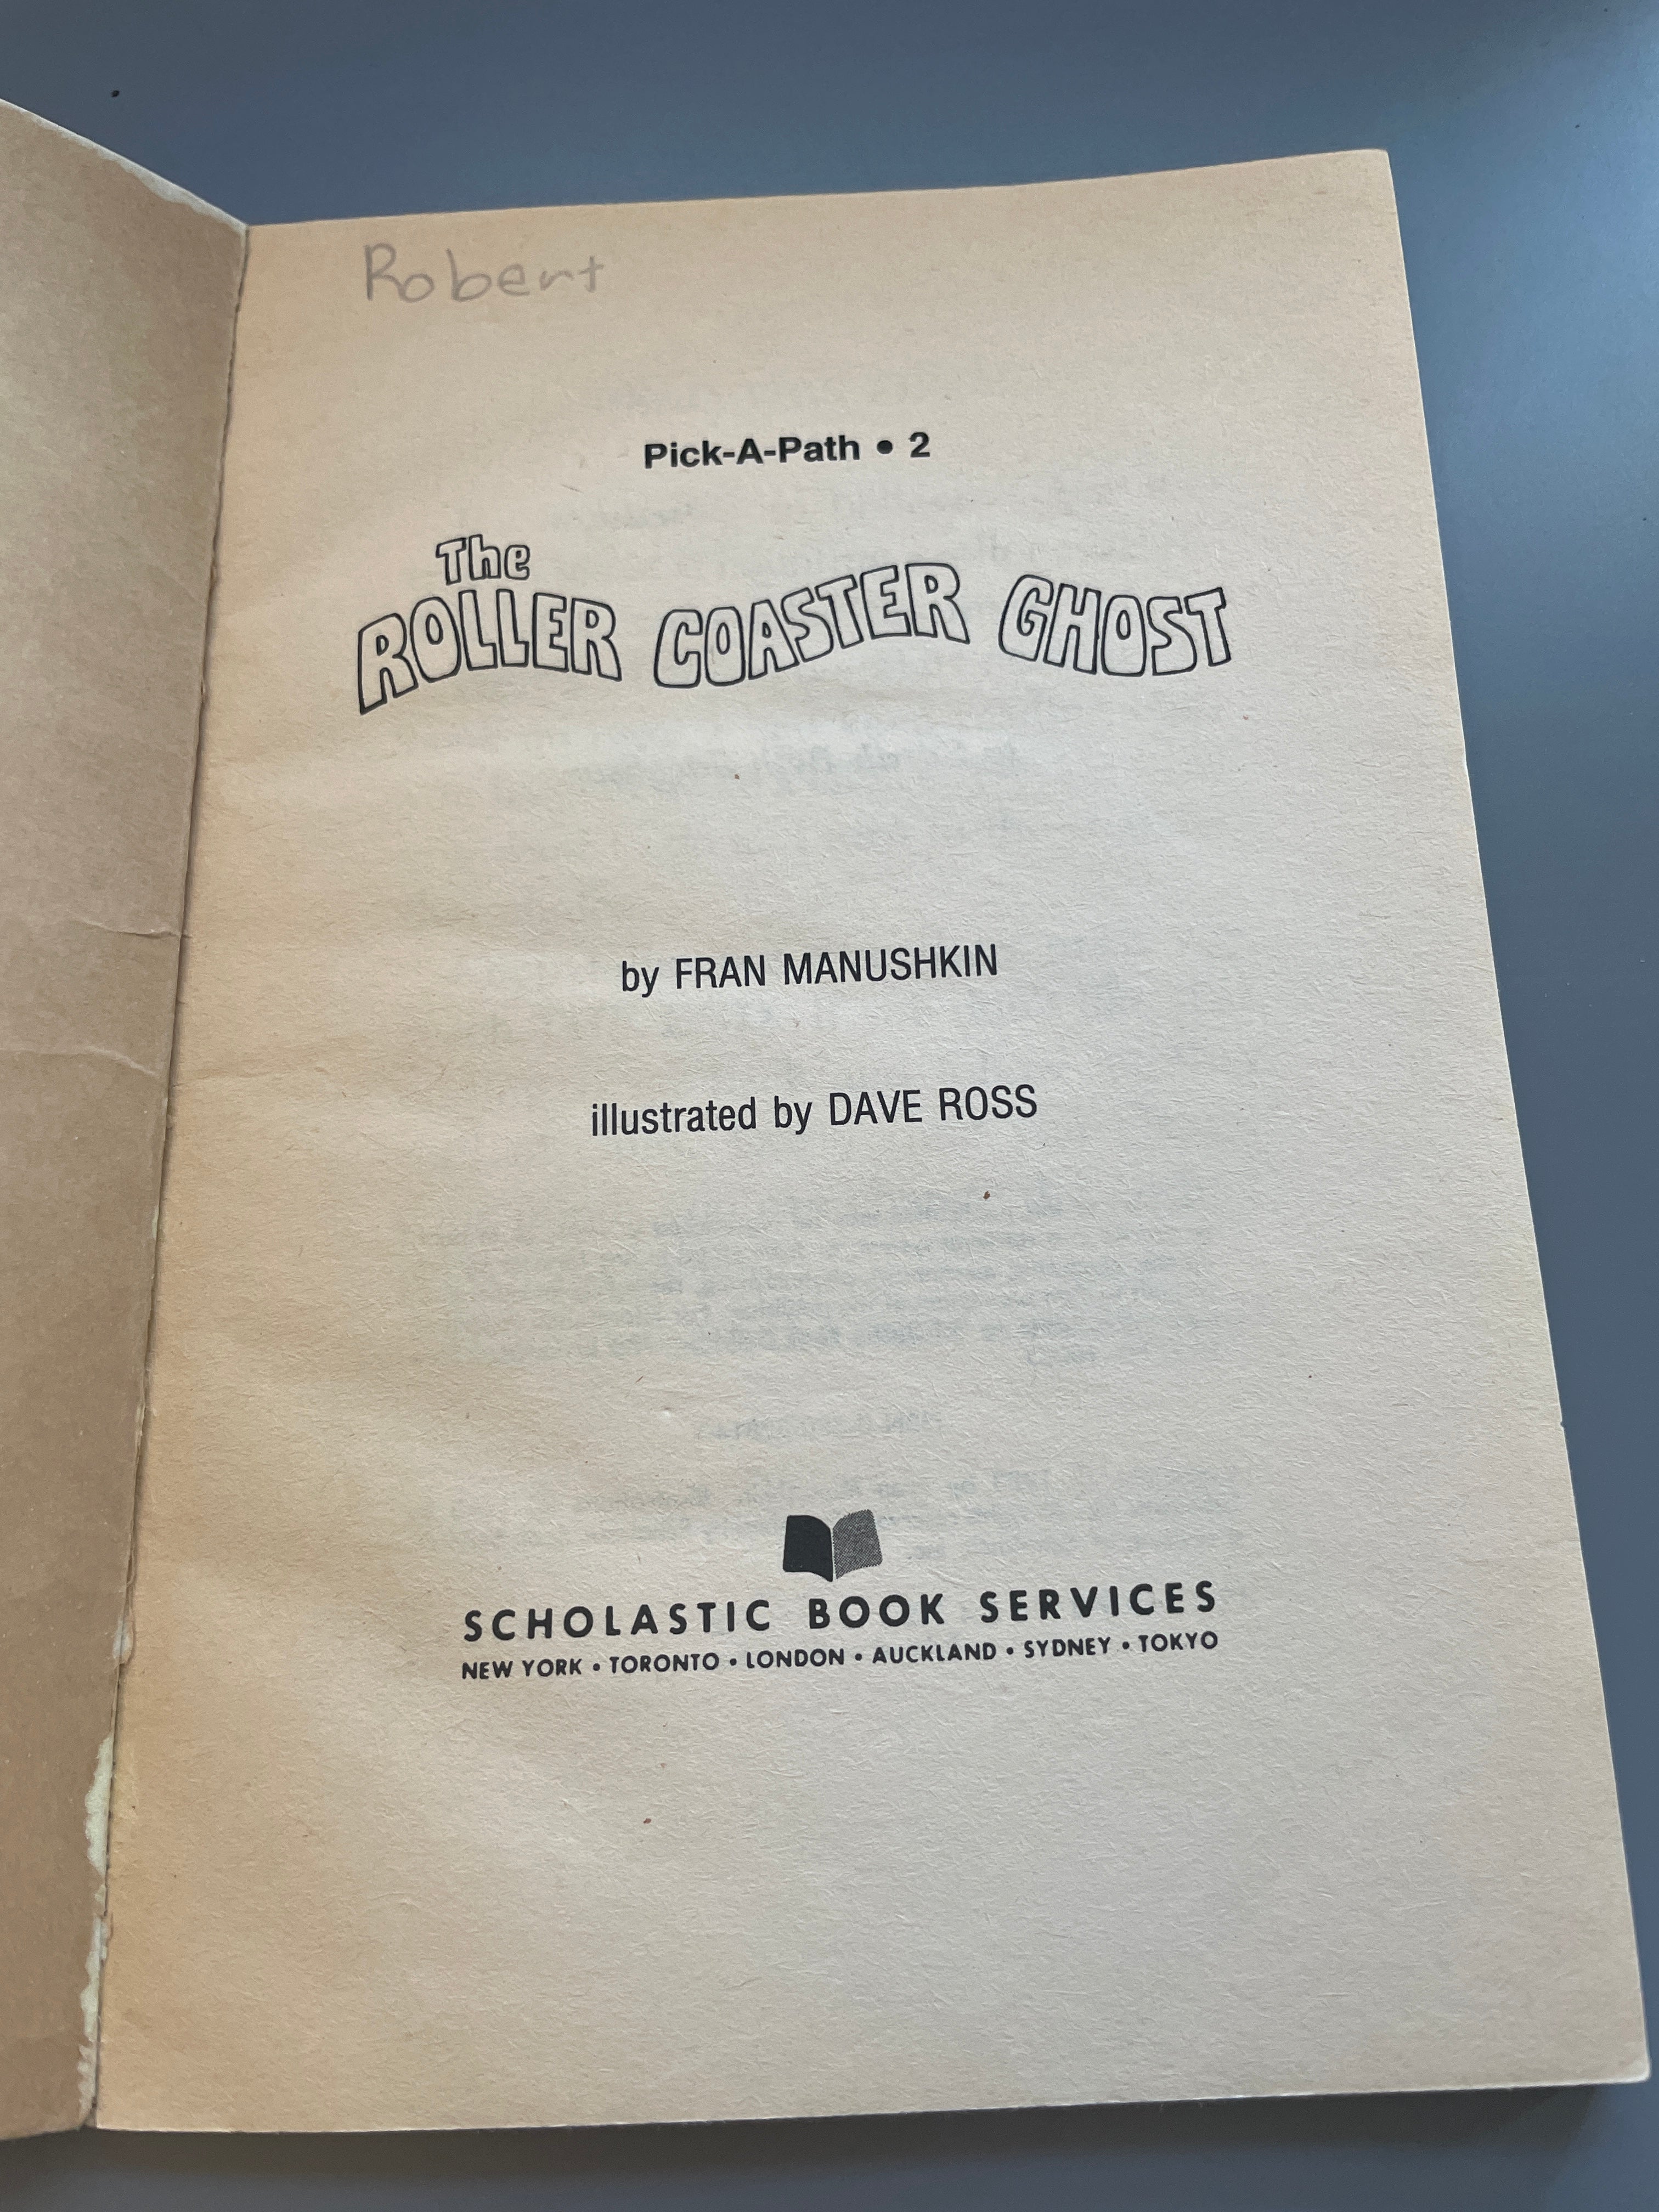 Robert
Pick-A-Path • 2
The
ROLLER COASTER GHOST
by FRAN MANUSHKIN
illustrated by DAVE ROSS
SCHOLASTIC BOOK SERVICES
NEW YORK • TORONTO • LONDON • AUCKLAND • SYDNEY • TOKYO